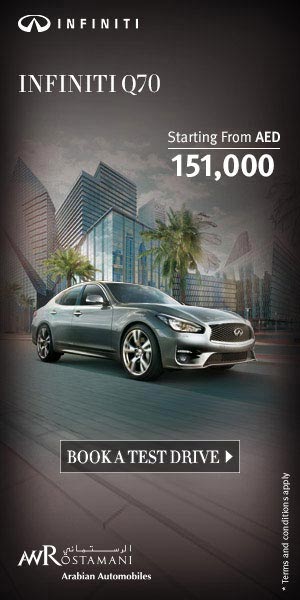 INFINITI
INFINITI Q70
Starting From AED
151,000
BOOK A TEST DRIVE
الرستماني
AWROSTAMANI
Arabian Automobiles
* Terms and conditions apply